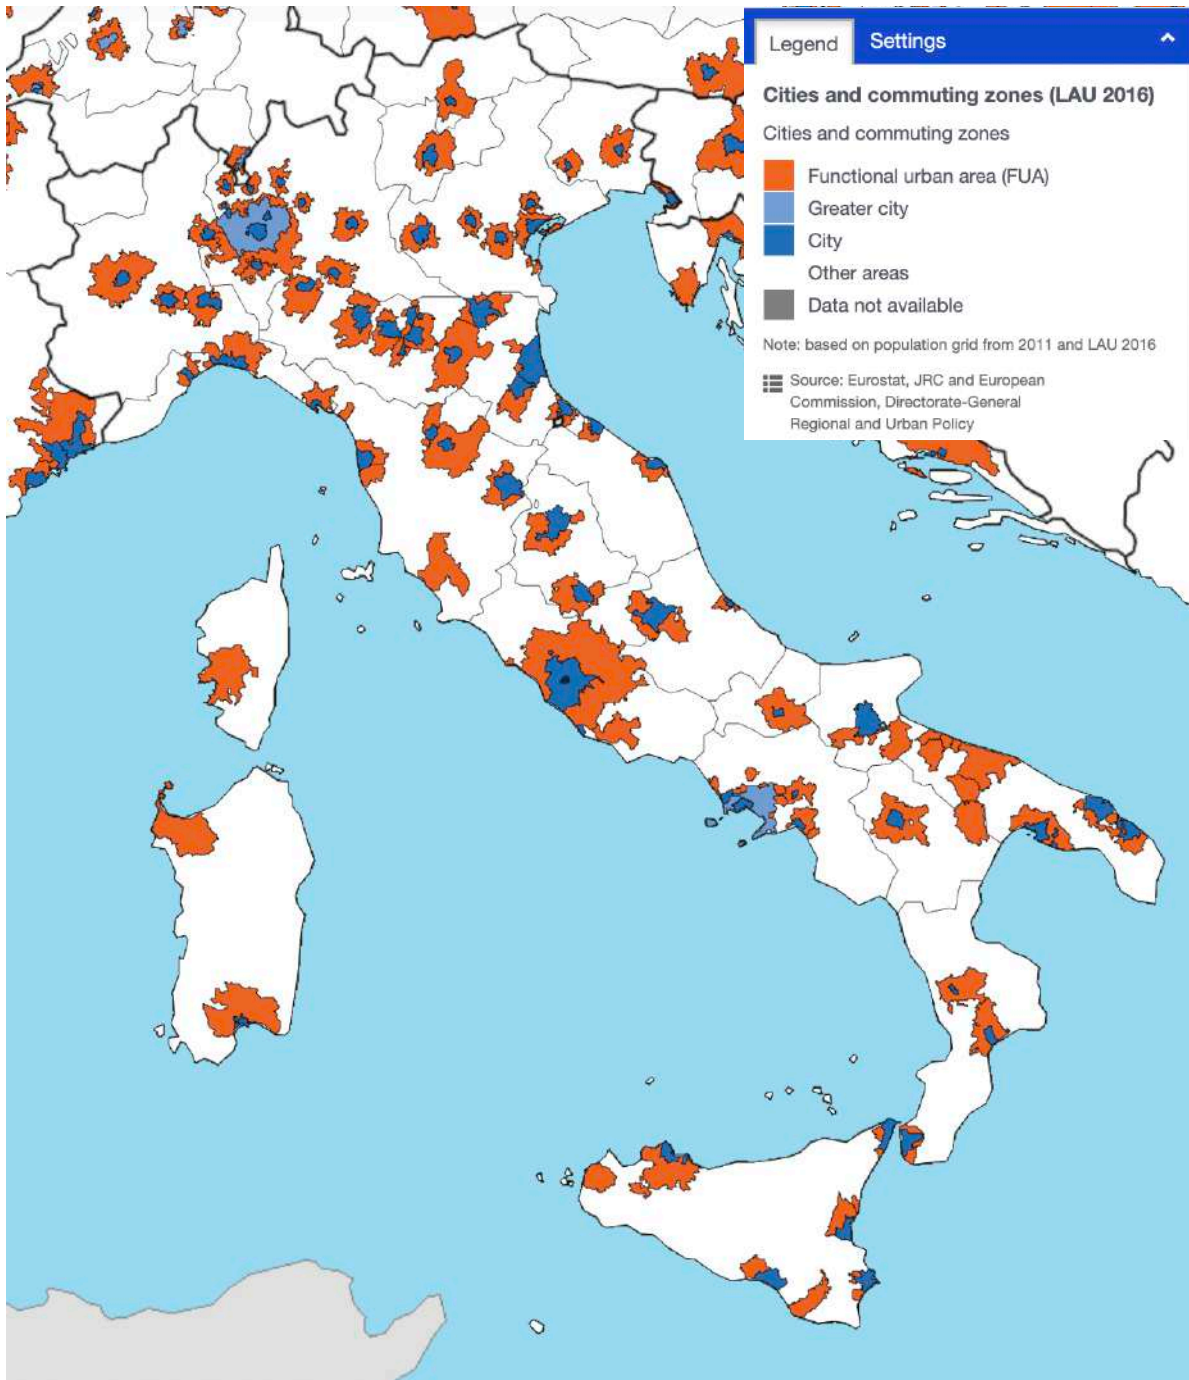 Legend Settings
Cities and commuting zones (LAU 2016)
Cities and commuting zones
Functional urban area (FUA)
Greater city
City
Other areas
Data not available
Note: based on population grid from 2011 and LAU 2016
Source: Eurostat, JRC and European
Commission, Directorate-General
Regional and Urban Policy